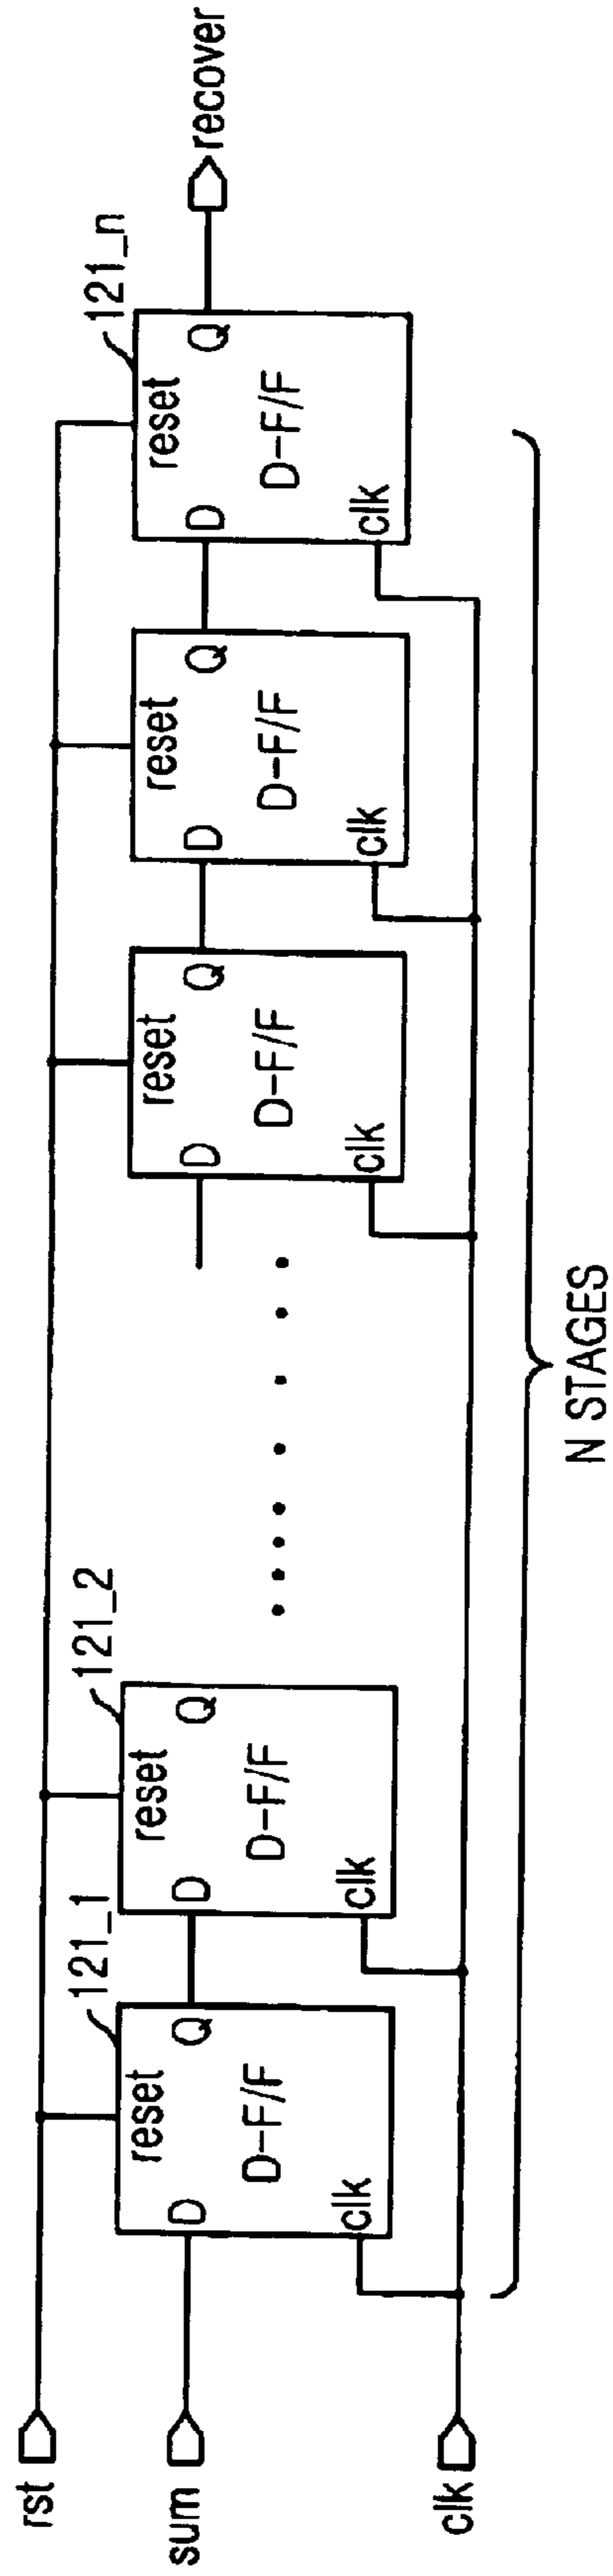 rst
sum
clk
121_1
reset
D
Q
D-F/F
clk
121_2
reset
D
Q
D-F/F
clk
reset
D
Q
D-F/F
clk
reset
D
Q
D-F/F
clk
121_n
reset
D
Q
D-F/F
clk
recover
N STAGES